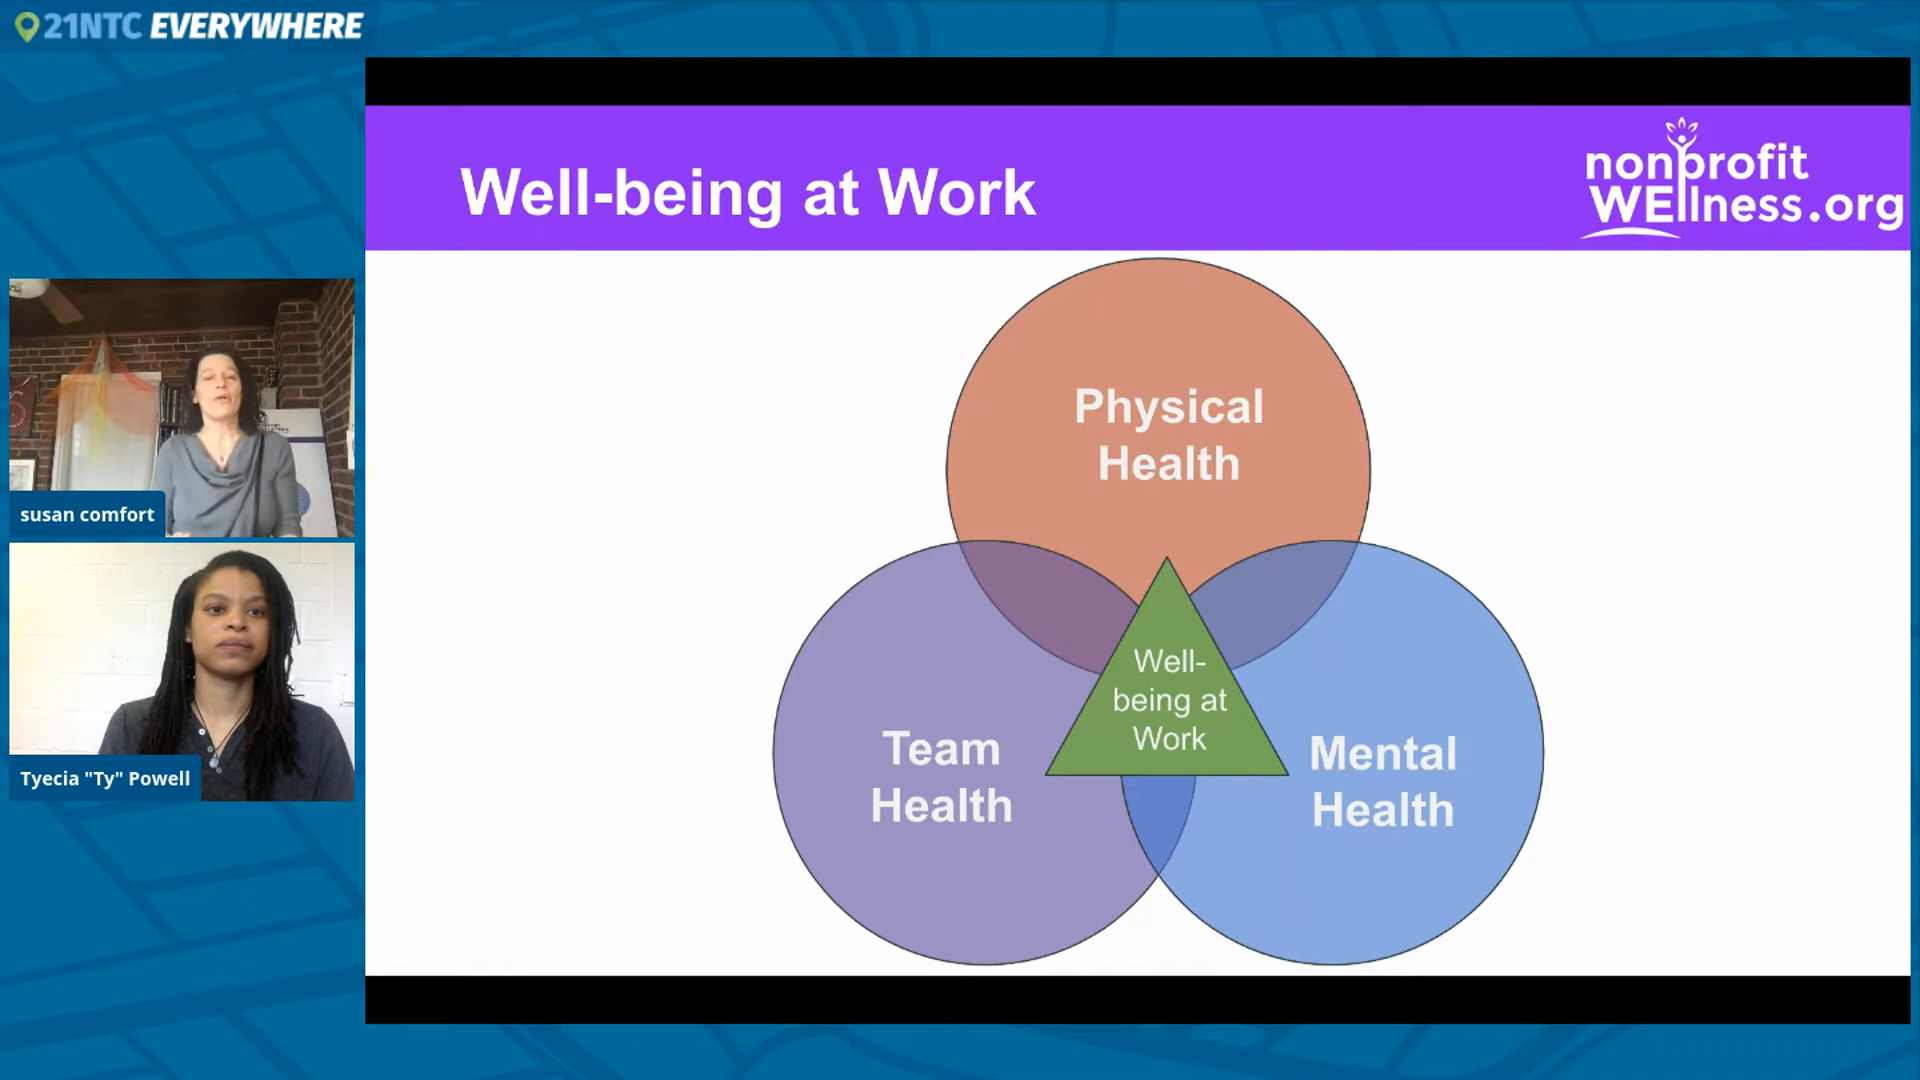 21NTC EVERYWHERE
Well-being at Work
nonprofit
WEllness.org
Physical
Health
Well-
being at
Work
Team
Health
Mental
Health
susan comfort
Tyecia "Ty" Powell